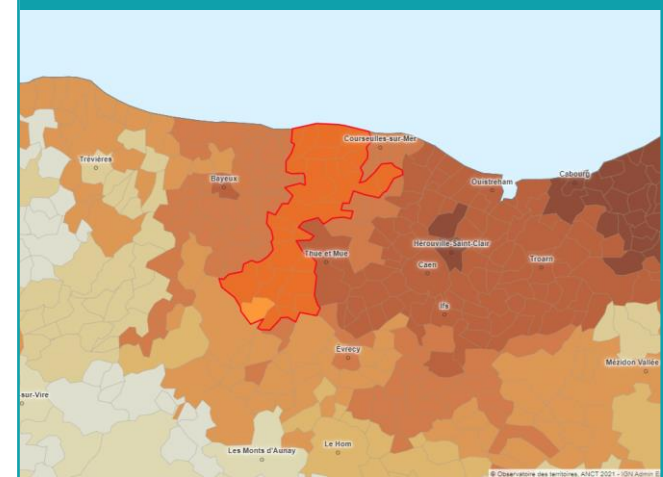 Courseulles-sur-Mer
Trévières
Bayeux
Ouistreham
Cabourg
Hérouville-Saint-Clair
Thue et Mue
Caen
Troarn
Ifs
Évrecy
Mézidon Vallée
sur-Vire
Le Hom
Les Monts d'Aunay
© Observatoire des territoires, ANCT 2021 - IGN Admin E